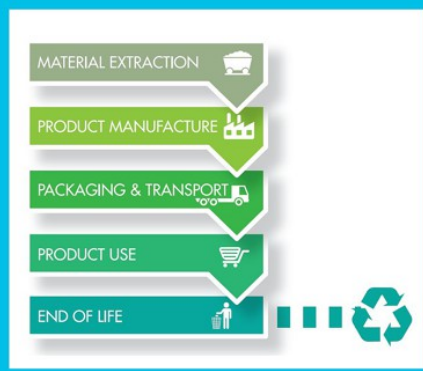 MATERIAL EXTRACTION
PRODUCT MANUFACTURE
PACKAGING & TRANSPORT
PRODUCT USE
END OF LIFE